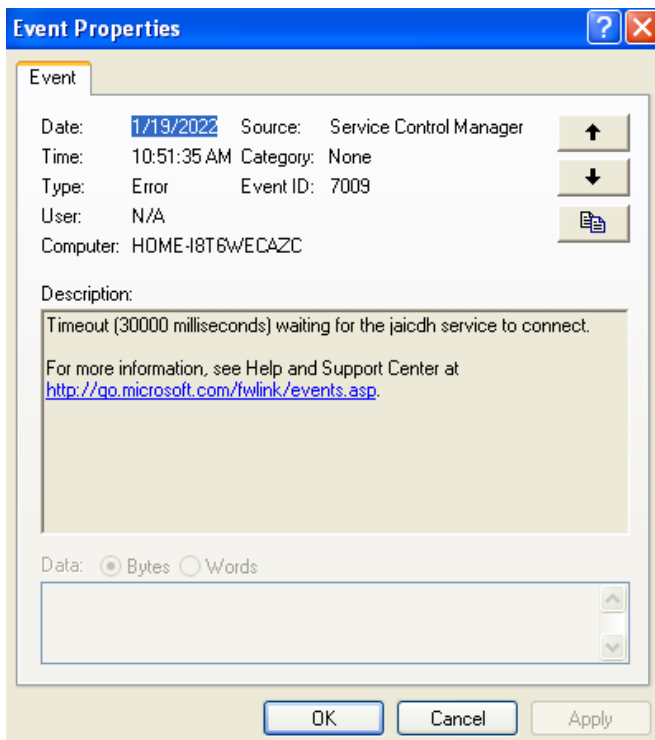 Event Properties
Event
Date: 1/19/2022 Source: Service Control Manager
Time: 10:51:35 AM Category: None
Type: Error Event ID: 7009
User: N/A
Computer: HOME-I8T6WECAZC
Description:
Timeout (30000 milliseconds) waiting for the jaicdh service to connect.
For more information, see Help and Support Center at
http://go.microsoft.com/fwlink/events.asp.
Data: Bytes Words
OK Cancel Apply